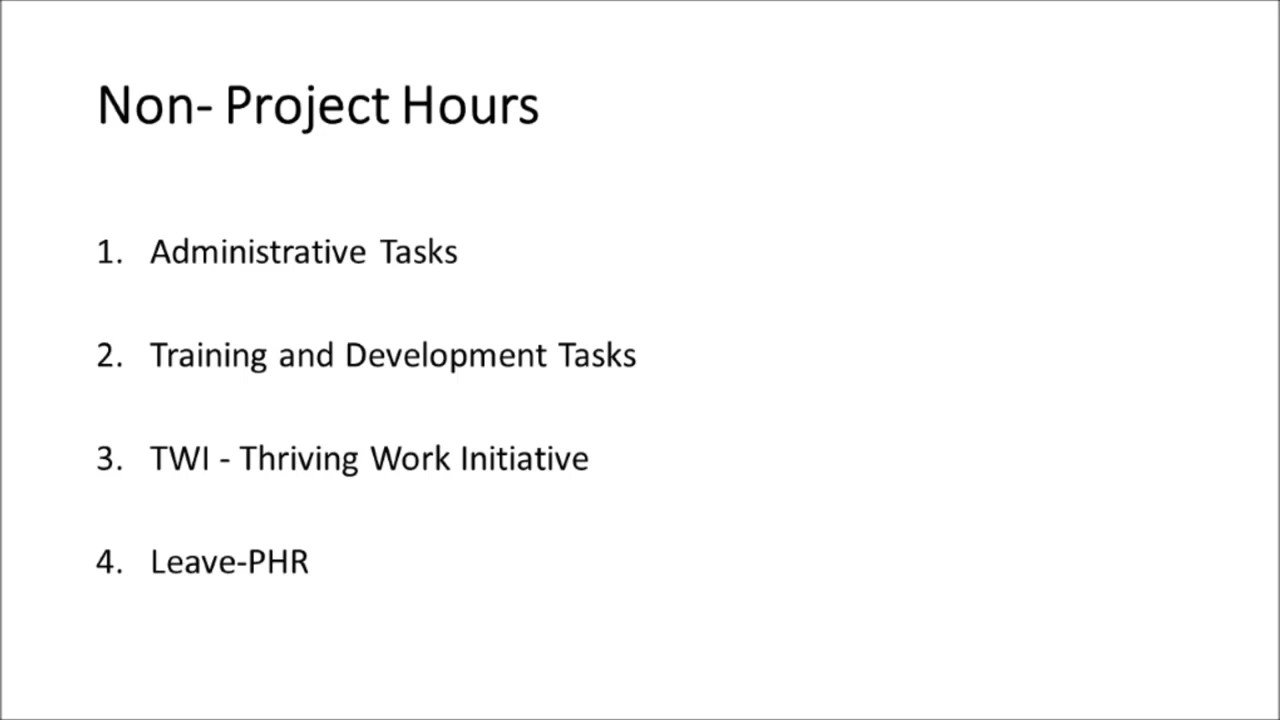 Non- Project Hours
1. Administrative Tasks
2. Training and Development Tasks
3. TWI - Thriving Work Initiative
4. Leave-PHR